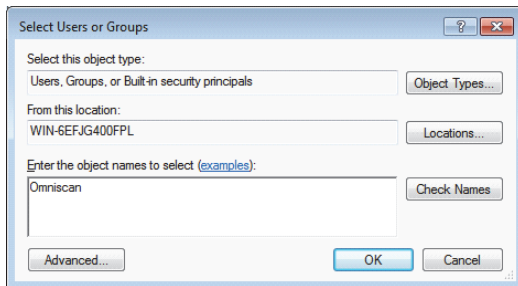 Select Users or Groups
Select this object type:
Users, Groups, or Built-in security principals
Object Types...
From this location:
WIN-6EFJG400FPL
Locations...
Enter the object names to select (examples):
Omniscan
Check Names
Advanced...
OK
Cancel